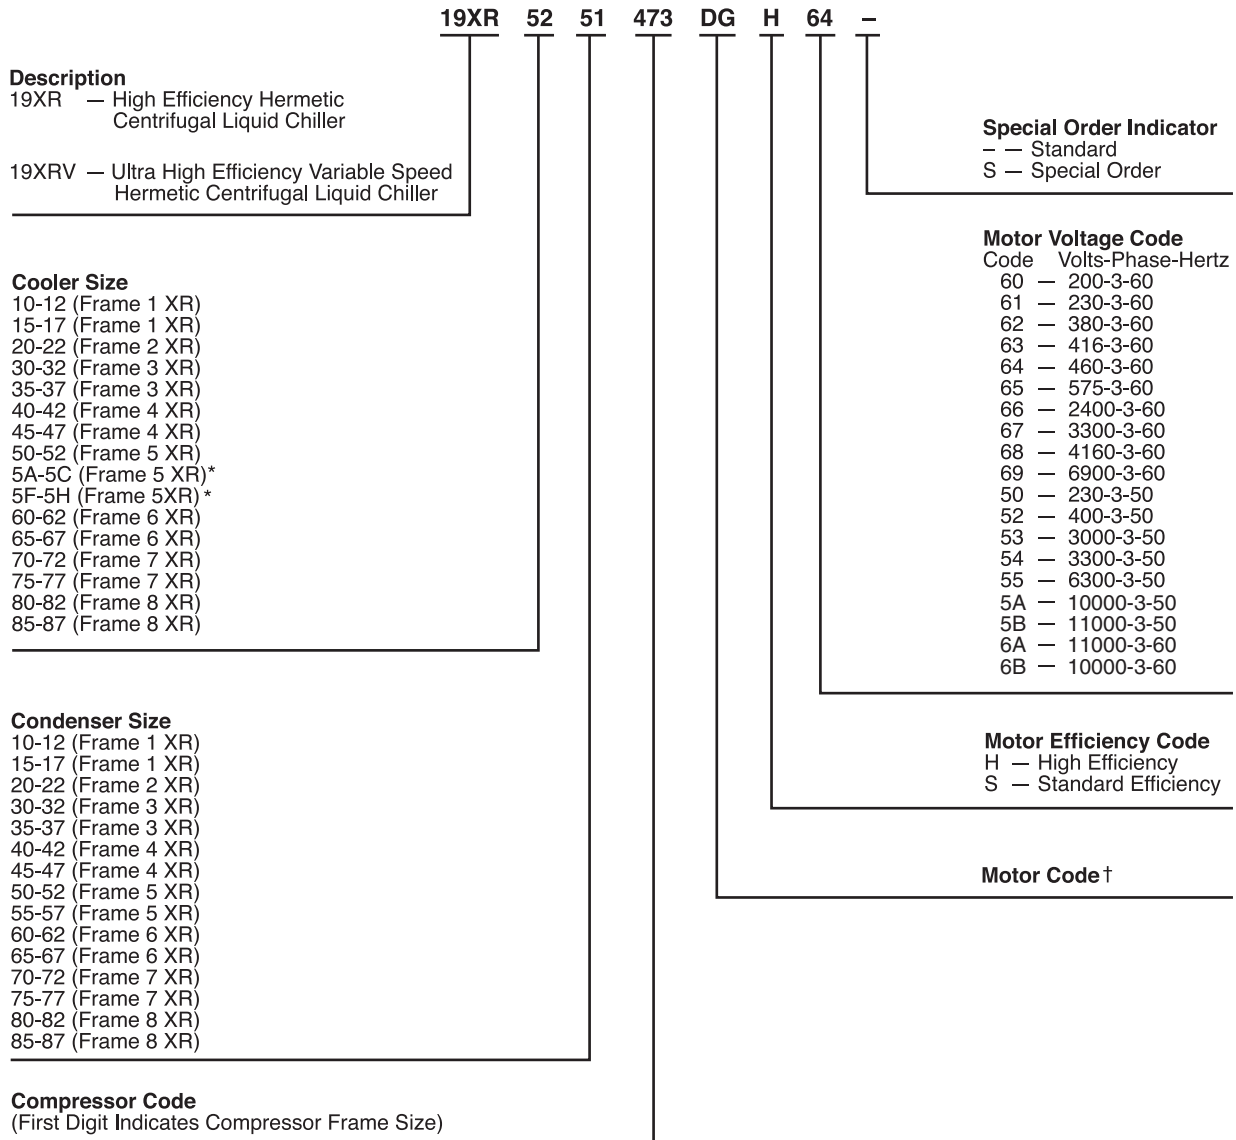 19XR 52 51 473 DG H 64 –
Description
19XR — High Efficiency Hermetic
Centrifugal Liquid Chiller
19XRV — Ultra High Efficiency Variable Speed
Hermetic Centrifugal Liquid Chiller
Cooler Size
10-12 (Frame 1 XR)
15-17 (Frame 1 XR)
20-22 (Frame 2 XR)
30-32 (Frame 3 XR)
35-37 (Frame 3 XR)
40-42 (Frame 4 XR)
45-47 (Frame 4 XR)
50-52 (Frame 5 XR)
5A-5C (Frame 5 XR)*
5F-5H (Frame 5XR) *
60-62 (Frame 6 XR)
65-67 (Frame 6 XR)
70-72 (Frame 7 XR)
75-77 (Frame 7 XR)
80-82 (Frame 8 XR)
85-87 (Frame 8 XR)
Condenser Size
10-12 (Frame 1 XR)
15-17 (Frame 1 XR)
20-22 (Frame 2 XR)
30-32 (Frame 3 XR)
35-37 (Frame 3 XR)
40-42 (Frame 4 XR)
45-47 (Frame 4 XR)
50-52 (Frame 5 XR)
55-57 (Frame 5 XR)
60-62 (Frame 6 XR)
65-67 (Frame 6 XR)
70-72 (Frame 7 XR)
75-77 (Frame 7 XR)
80-82 (Frame 8 XR)
85-87 (Frame 8 XR)
Compressor Code
(First Digit Indicates Compressor Frame Size)
Special Order Indicator
– — Standard
S — Special Order
Motor Voltage Code
Code Volts-Phase-Hertz
60 — 200-3-60
61 — 230-3-60
62 — 380-3-60
63 — 416-3-60
64 — 460-3-60
65 — 575-3-60
66 — 2400-3-60
67 — 3300-3-60
68 — 4160-3-60
69 — 6900-3-60
50 — 230-3-50
52 — 400-3-50
53 — 3000-3-50
54 — 3300-3-50
55 — 6300-3-50
5A — 10000-3-50
5B — 11000-3-50
6A — 11000-3-60
6B — 10000-3-60
Motor Efficiency Code
H — High Efficiency
S — Standard Efficiency
Motor Code†